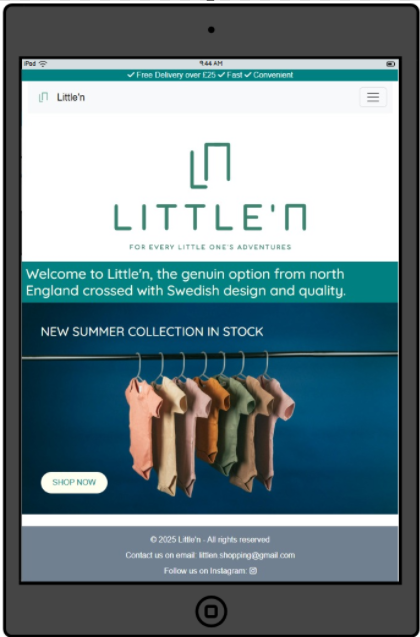 iPad 9:44 AM
✓ Free Delivery over £25 ✓ Fast ✓ Convenient
Little'n
LITTLE'N
FOR EVERY LITTLE ONE'S ADVENTURES
Welcome to Little'n, the genuin option from north
England crossed with Swedish design and quality.
NEW SUMMER COLLECTION IN STOCK
SHOP NOW
© 2025 Little'n - All rights reserved
Contact us on email: littlen.shopping@gmail.com
Follow us on Instagram: